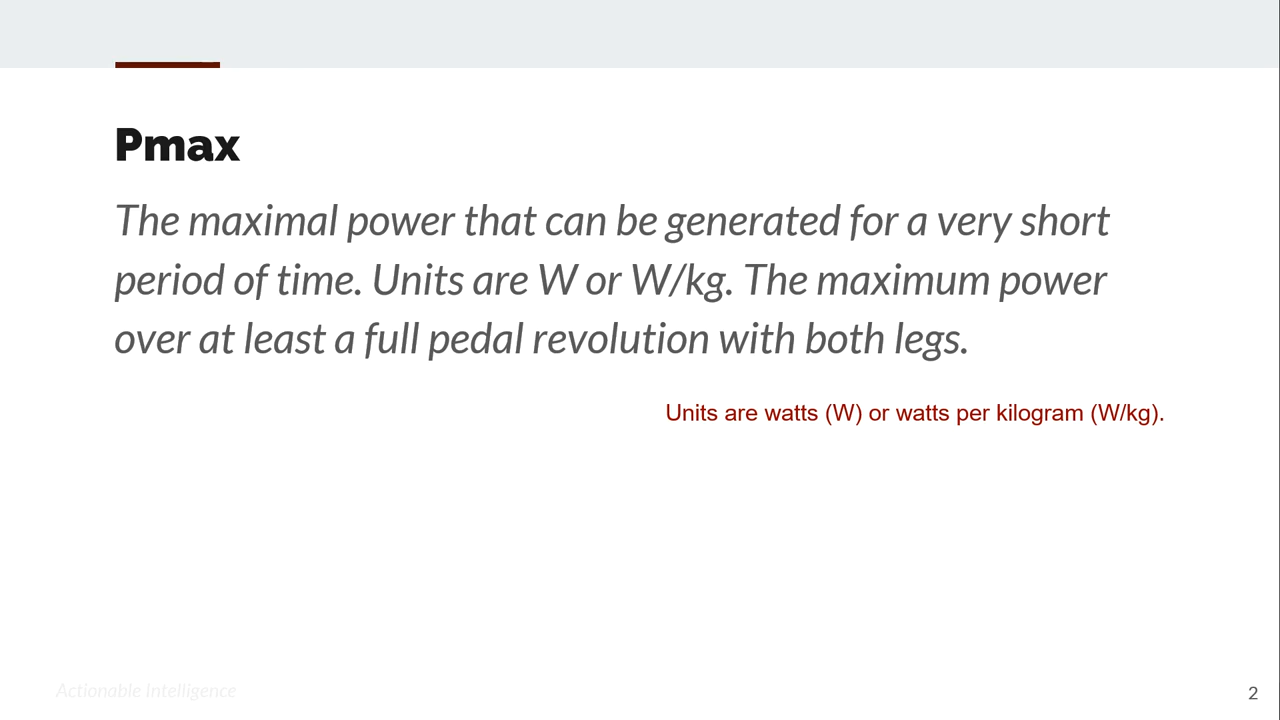 Pmax
The maximal power that can be generated for a very short
period of time. Units are W or W/kg. The maximum power
over at least a full pedal revolution with both legs.
Units are watts (W) or watts per kilogram (W/kg).
Actionable Intelligence
2